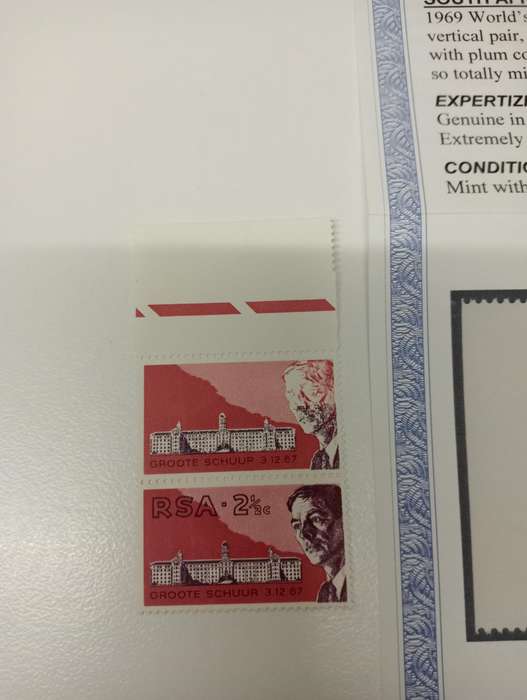 1969 World's
vertical pair,
with plum co
so totally mi
EXPERTIZI
Genuine in
Extremely
CONDITIO
Mint with
GROOTE SCHUUR 3.12.67
RSA · 2½c
GROOTE SCHUUR 3.12.67